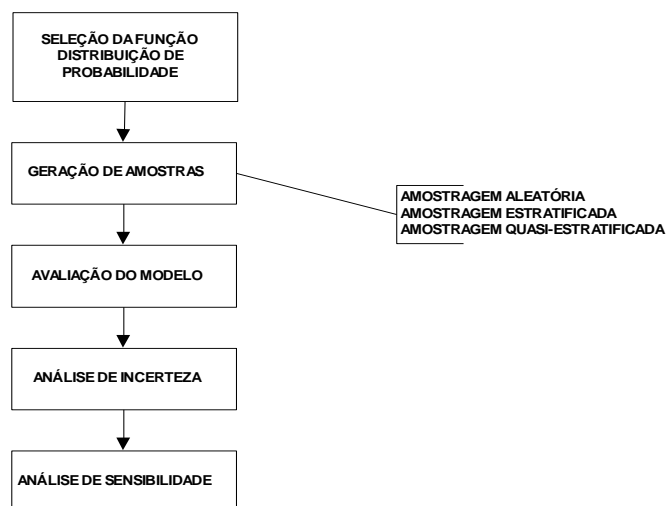 SELEÇÃO DA FUNÇÃO
DISTRIBUIÇÃO DE
PROBABILIDADE
GERAÇÃO DE AMOSTRAS
AMOSTRAGEM ALEATÓRIA
AMOSTRAGEM ESTRATIFICADA
AMOSTRAGEM QUASI-ESTRATIFICADA
AVALIAÇÃO DO MODELO
ANÁLISE DE INCERTEZA
ANÁLISE DE SENSIBILIDADE